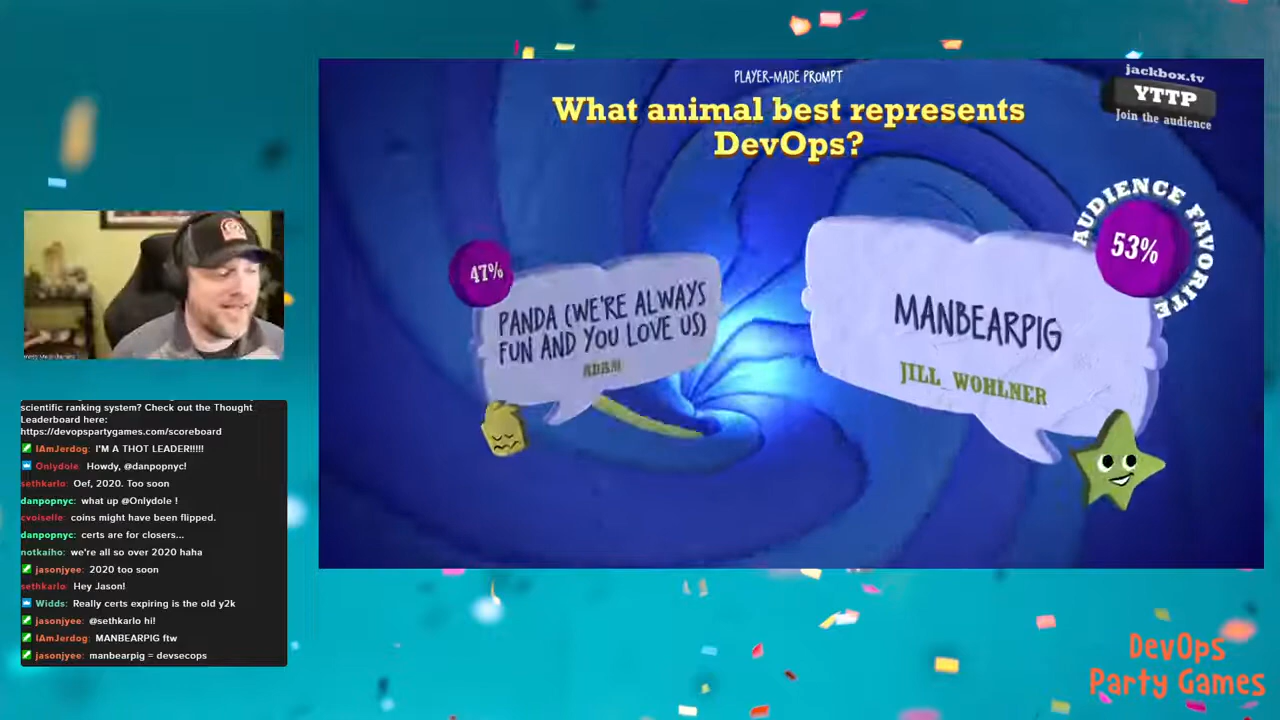 PLAYER-MADE PROMPT
What animal best represents
DevOps?
jackbox.tv
YTTP
Join the audience
47%
PANDA (WE'RE ALWAYS
FUN AND YOU LOVE US)
ADAM
AUDIENCE FAVORITE
53%
MANBEARPIG
JILL WOHLNER
scientific ranking system? Check out the Thought
Leaderboard here:
https://devopspartygames.com/scoreboard
IAmJerdog: I'M A THOT LEADER!!!!!
Onlydole: Howdy, @danpopnyc!
sethkarlo: Oef, 2020. Too soon
danpopnyc: what up @Onlydole !
cvoiselle: coins might have been flipped.
danpopnyc: certs are for closers...
notkaiho: we're all so over 2020 haha
jasonjyee: 2020 too soon
sethkarlo: Hey Jason!
Widds: Really certs expiring is the old y2k
jasonjyee: @sethkarlo hi!
IAmJerdog: MANBEARPIG ftw
jasonjyee: manbearpig = devsecops
DevOps
Party Games